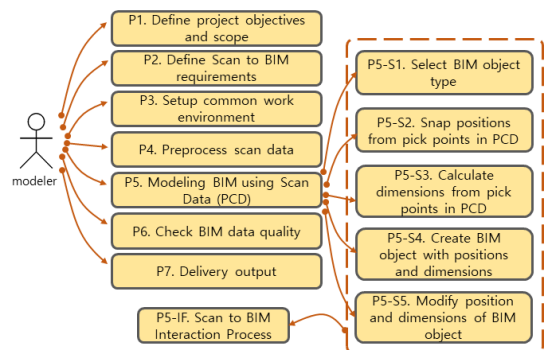 P1. Define project objectives
and scope
P2. Define Scan to BIM
requirements
P3. Setup common work
environment
P4. Preprocess scan data
P5. Modeling BIM using Scan
Data (PCD)
P6. Check BIM data quality
P7. Delivery output
modeler
P5-S1. Select BIM object
type
P5-S2. Snap positions
from pick points in PCD
P5-S3. Calculate
dimensions from pick
points in PCD
P5-S4. Create BIM
object with positions
and dimensions
P5-S5. Modify position
and dimensions of BIM
object
P5-IF. Scan to BIM
Interaction Process